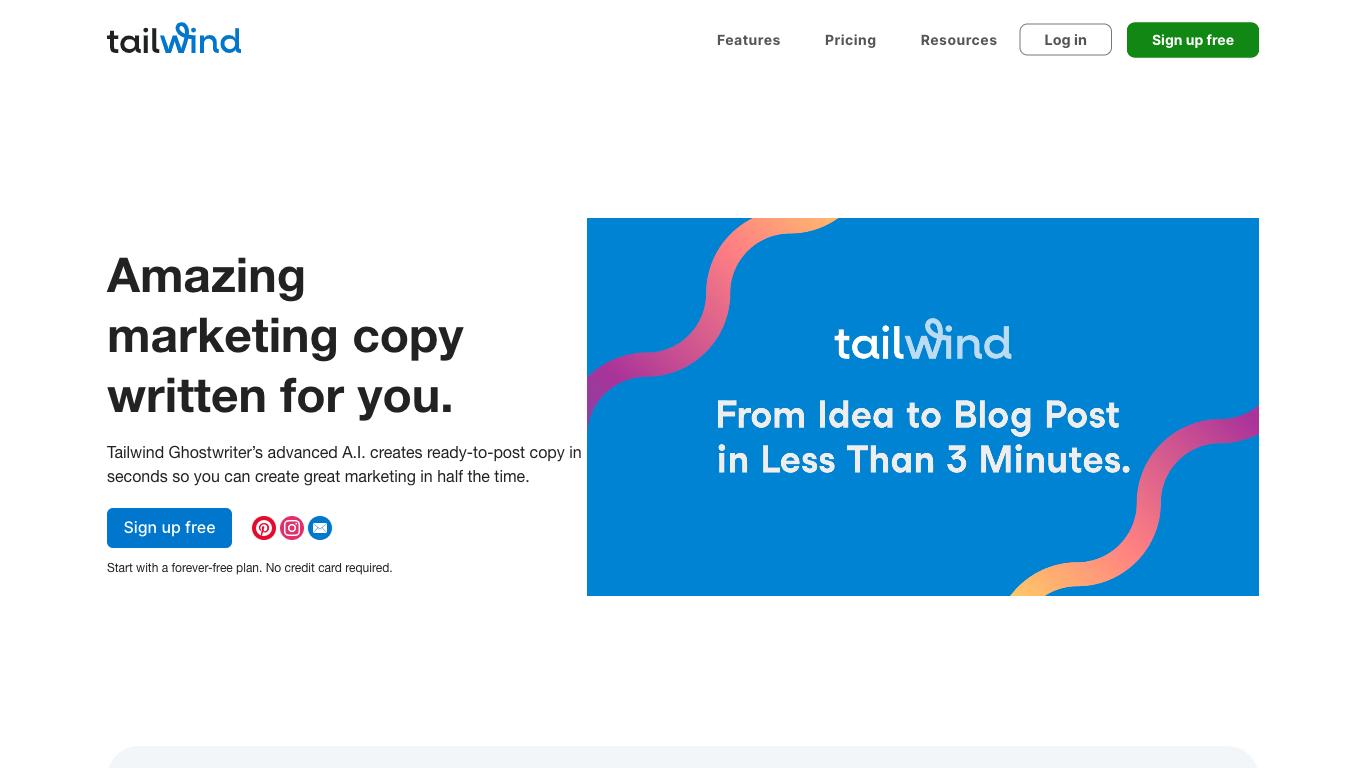 tailwind
Features
Pricing
Resources
Log in
Sign up free
Amazing
marketing copy
written for you.
Tailwind Ghostwriter’s advanced A.I. creates ready-to-post copy in
seconds so you can create great marketing in half the time.
Sign up free
Start with a forever-free plan. No credit card required.
tailwind
From Idea to Blog Post
in Less Than 3 Minutes.